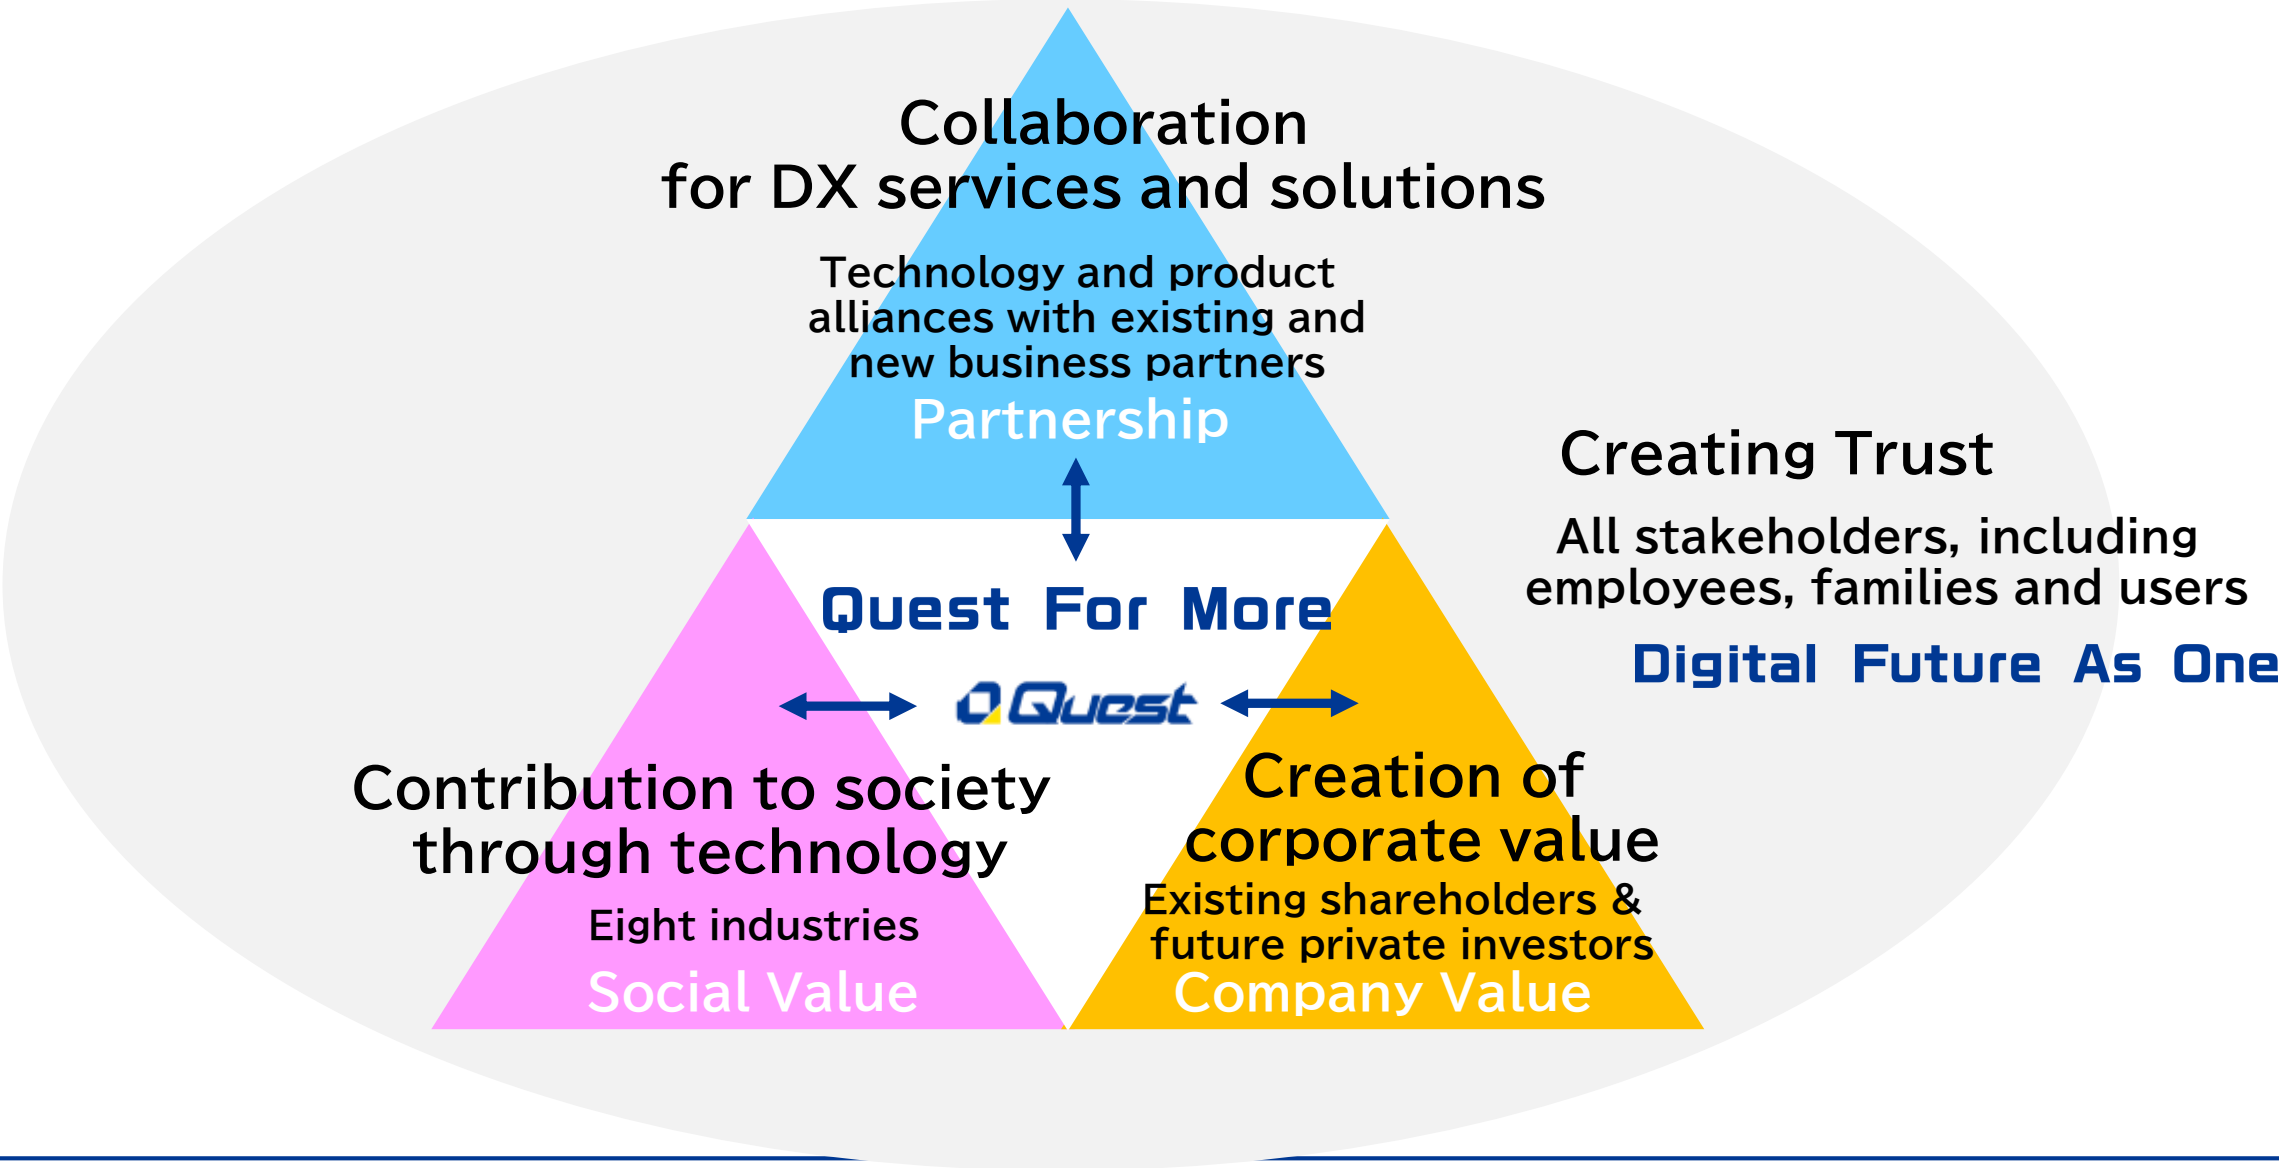 Collaboration
for DX services and solutions
Technology and product
alliances with existing and
new business partners
Partnership
Creating Trust
All stakeholders, including
employees, families and users
Digital Future As One
Quest For More
Quest
Contribution to society
through technology
Eight industries
Social Value
Creation of
corporate value
Existing shareholders &
future private investors
Company Value